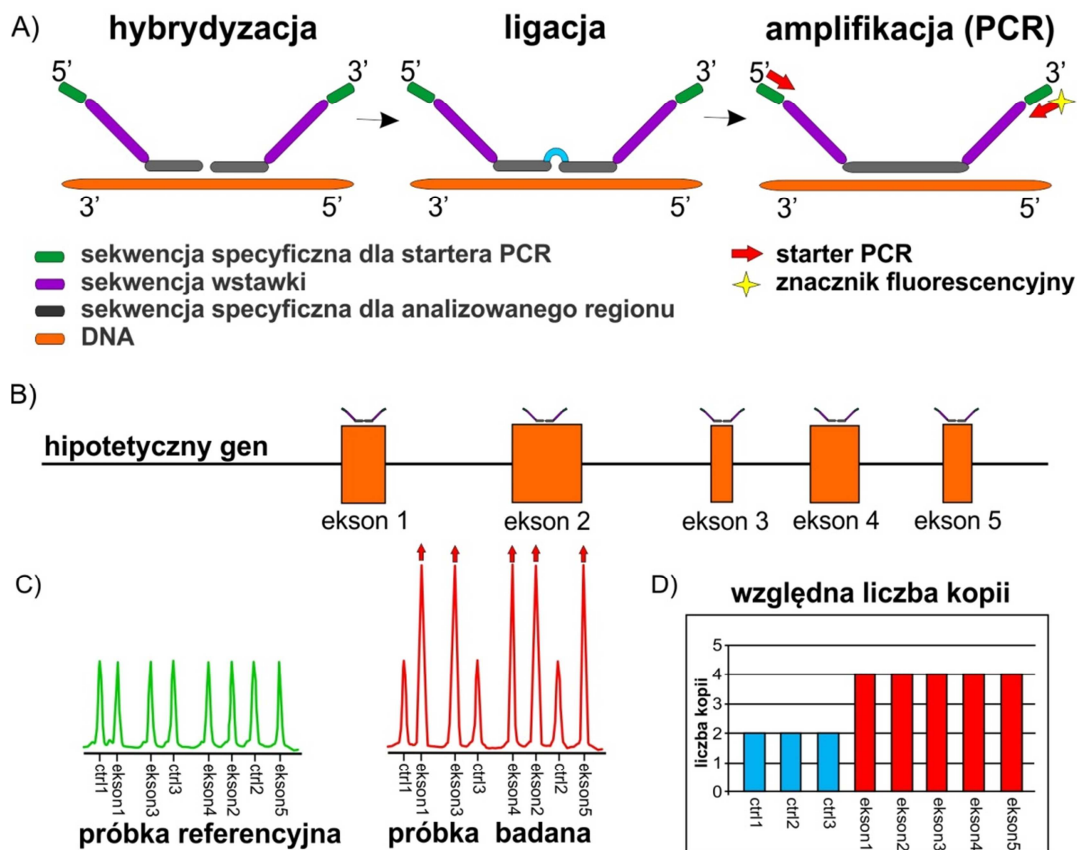 A)
hybrydyzacja
ligacja
amplifikacja (PCR)
5’ 3’
5’ 3’
5’ 3’
3’ 5’
3’ 5’
3’ 5’
sekwencja specyficzna dla startera PCR
sekwencja wstawki
sekwencja specyficzna dla analizowanego regionu
DNA
starter PCR
znacznik fluorescencyjny
B)
hipotetyczny gen
ekson 1
ekson 2
ekson 3
ekson 4
ekson 5
C)
ctrl1
ekson1
ekson3
ctrl3
ekson4
ekson2
ctrl2
ekson5
próbka referencyjna
ctrl1
ekson1
ekson3
ctrl3
ekson4
ekson2
ctrl2
ekson5
próbka badana
D)
względna liczba kopii
liczba kopii
5
4
3
2
1
0
ctrl1
ctrl2
ctrl3
ekson1
ekson2
ekson3
ekson4
ekson5